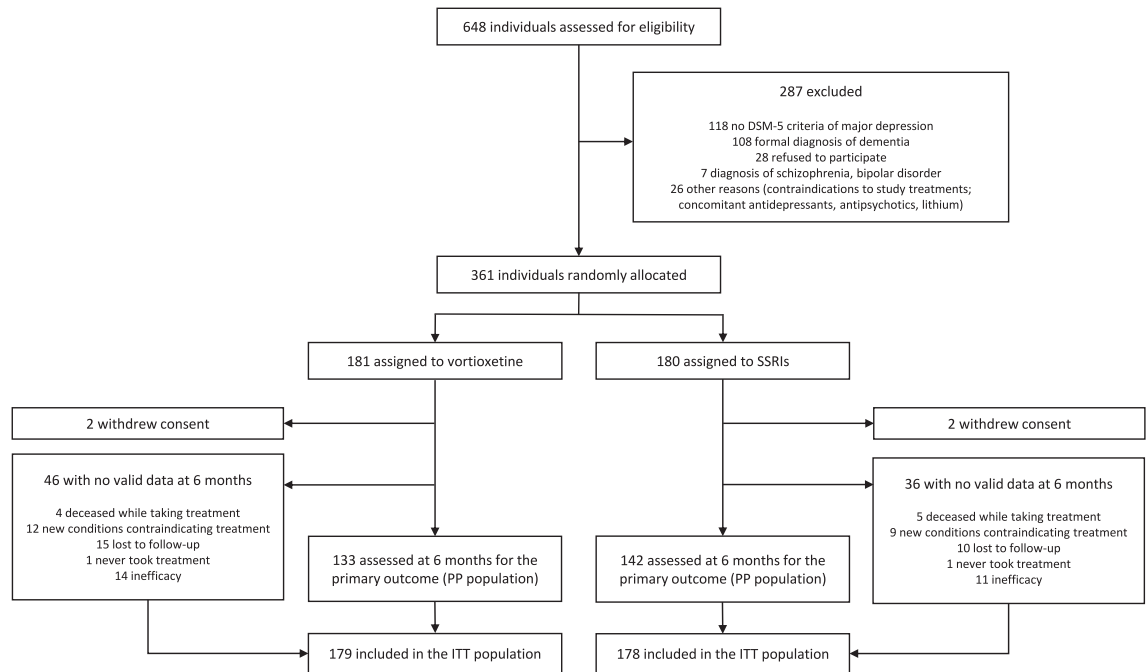 648 individuals assessed for eligibility
287 excluded
118 no DSM-5 criteria of major depression
108 formal diagnosis of dementia
28 refused to participate
7 diagnosis of schizophrenia, bipolar disorder
26 other reasons (contraindications to study treatments;
concomitant antidepressants, antipsychotics, lithium)
361 individuals randomly allocated
181 assigned to vortioxetine
180 assigned to SSRIs
2 withdrew consent
2 withdrew consent
46 with no valid data at 6 months
4 deceased while taking treatment
12 new conditions contraindicating treatment
15 lost to follow-up
1 never took treatment
14 inefficacy
36 with no valid data at 6 months
5 deceased while taking treatment
9 new conditions contraindicating treatment
10 lost to follow-up
1 never took treatment
11 inefficacy
133 assessed at 6 months for the
primary outcome (PP population)
142 assessed at 6 months for the
primary outcome (PP population)
179 included in the ITT population
178 included in the ITT population